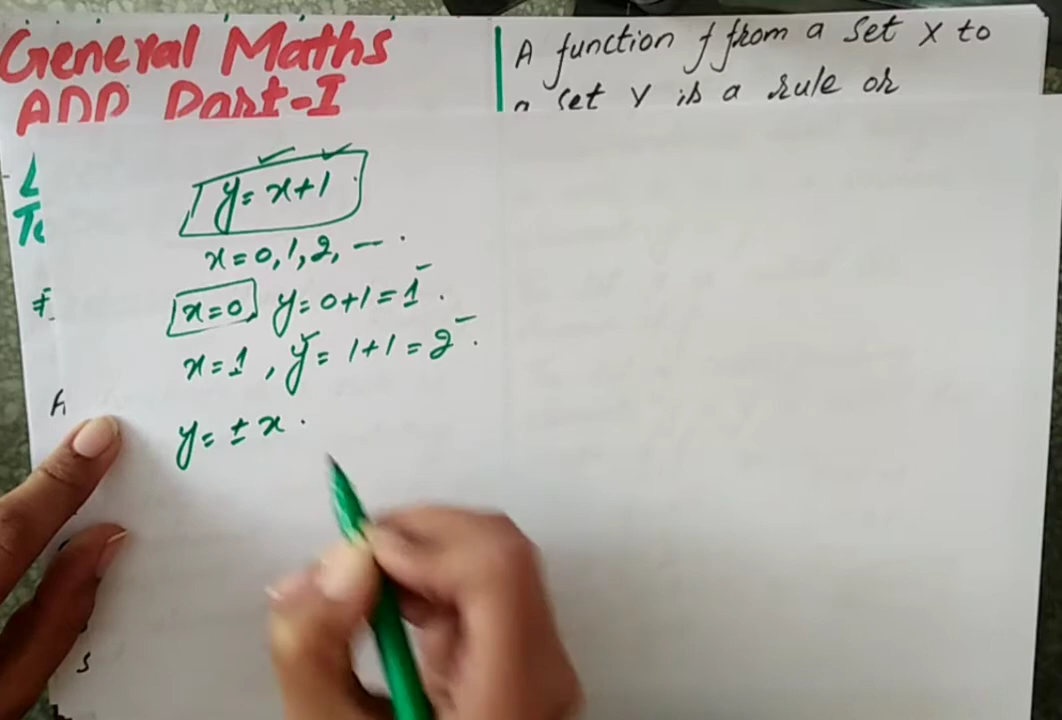 General Maths
ADP Part-I
A function f from a set X to
a set Y is a rule or
y = x+1
x = 0, 1, 2, ---
x=0 y = 0+1 = 1
x=1, y = 1+1 = 2
y = ± x